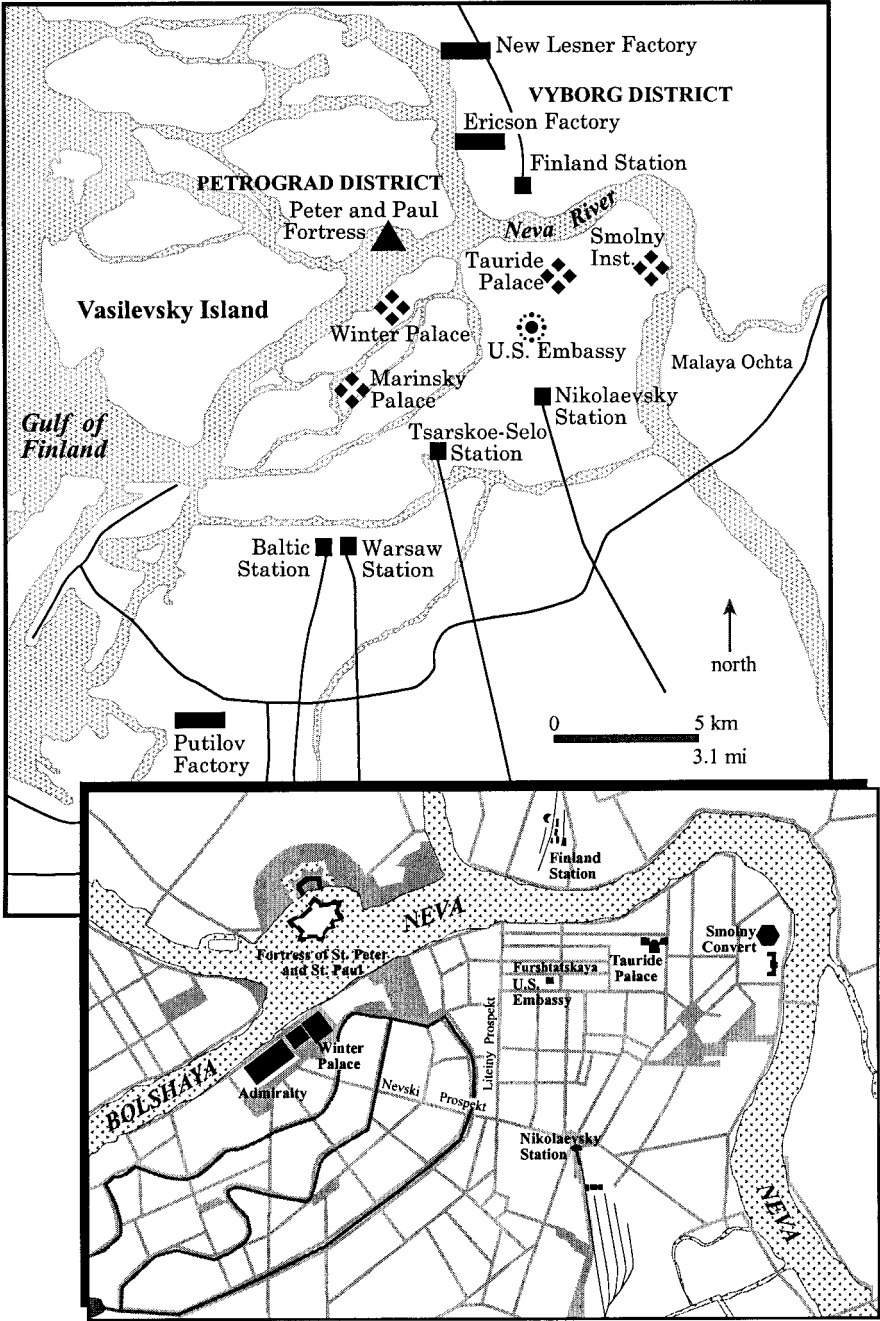 New Lesner Factory
VYBORG DISTRICT
Ericson Factory
Finland Station
PETROGRAD DISTRICT
Peter and Paul
Fortress
Neva River
Smolny
Inst.
Tauride
Palace
Vasilevsky Island
Winter Palace
U.S. Embassy
Malaya Ochta
Marinsky
Palace
Nikolaevsky
Station
Gulf of
Finland
Tsarskoe-Selo
Station
Baltic
Station
Warsaw
Station
north
0 5 km
3.1 mi
Putilov
Factory
Finland
Station
NEVA
Smolny
Convert
Fortress of St. Peter
and St. Paul
Furshtatskaya
U.S.
Embassy
Tauride
Palace
Liteiny Prospekt
Winter
Palace
BOLSHAYA
Admiralty
Nevski Prospekt
Nikolaevsky
Station
NEVA